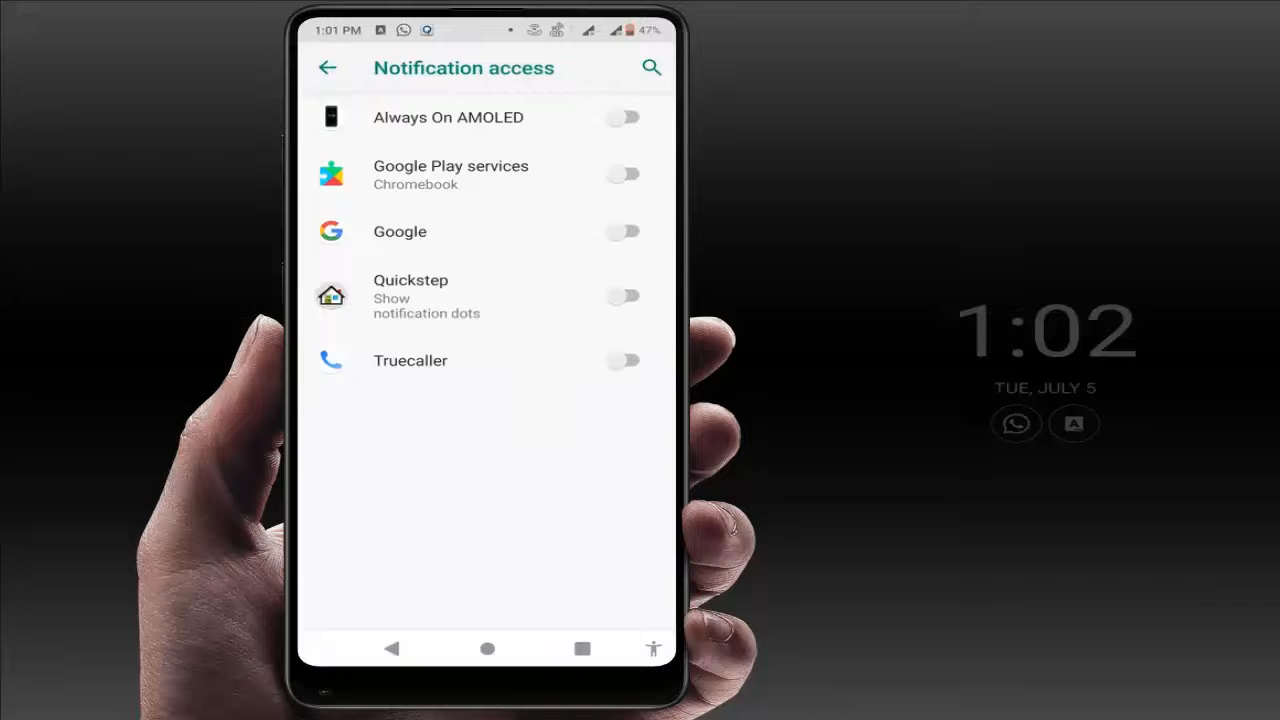 1:01 PM
47%
Notification access
Always On AMOLED
Google Play services
Chromebook
Google
Quickstep
Show
notification dots
Truecaller
1:02
TUE, JULY 5